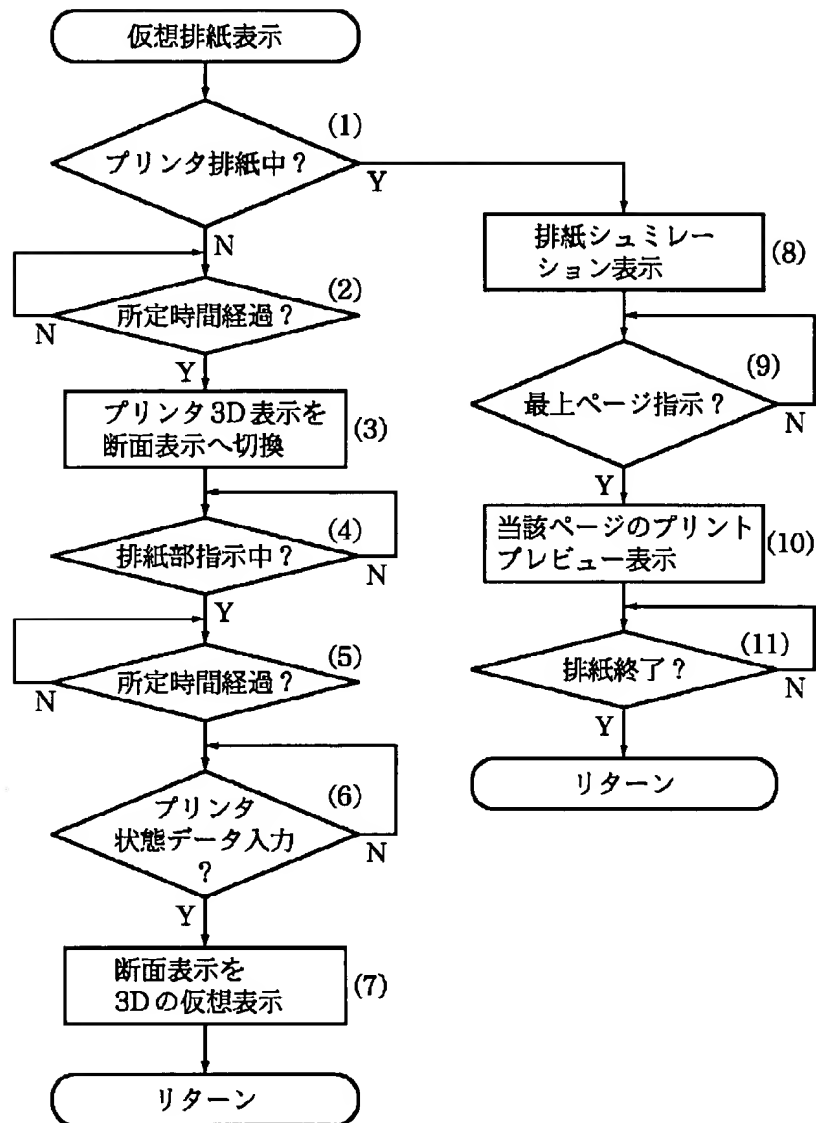 仮想排紙表示
(1)
プリンタ排紙中?
Y
N
(2)
所定時間経過?
N
Y
プリンタ3D表示を
断面表示へ切換
(3)
(4)
排紙部指示中?
N
Y
(5)
所定時間経過?
N
(6)
プリンタ
状態データ入力
?
N
Y
断面表示を
3Dの仮想表示
(7)
リターン
排紙シュミレー
ション表示
(8)
(9)
最上ページ指示?
N
Y
当該ページのプリント
プレビュー表示
(10)
(11)
排紙終了?
N
Y
リターン